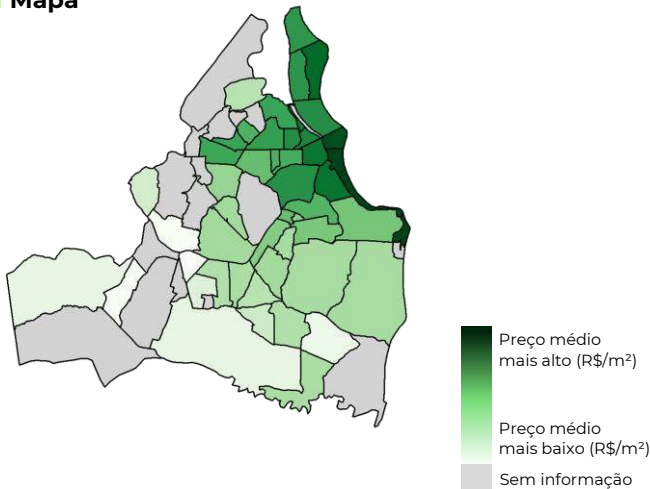 Mapa
Preço médio
mais alto (R$/m²)
Preço médio
mais baixo (R$/m²)
Sem informação